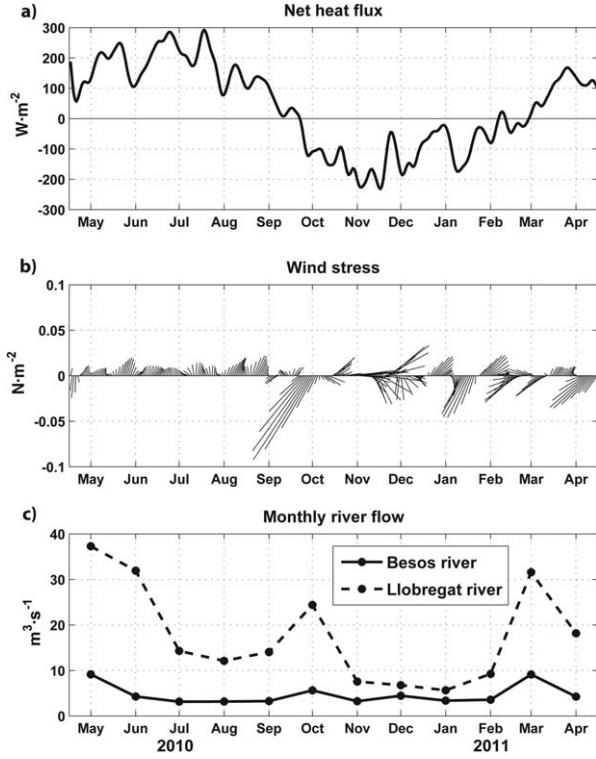 a) Net heat flux
300
200
100
0
-100
-200
-300
W·m-2
May Jun Jul Aug Sep Oct Nov Dec Jan Feb Mar Apr
b) Wind stress
0.1
0.05
0
-0.05
-0.1
N·m-2
May Jun Jul Aug Sep Oct Nov Dec Jan Feb Mar Apr
c) Monthly river flow
40
30
20
10
0
m3·s-1
Besos river
Llobregat river
May Jun Jul Aug Sep Oct Nov Dec Jan Feb Mar Apr
2010 2011